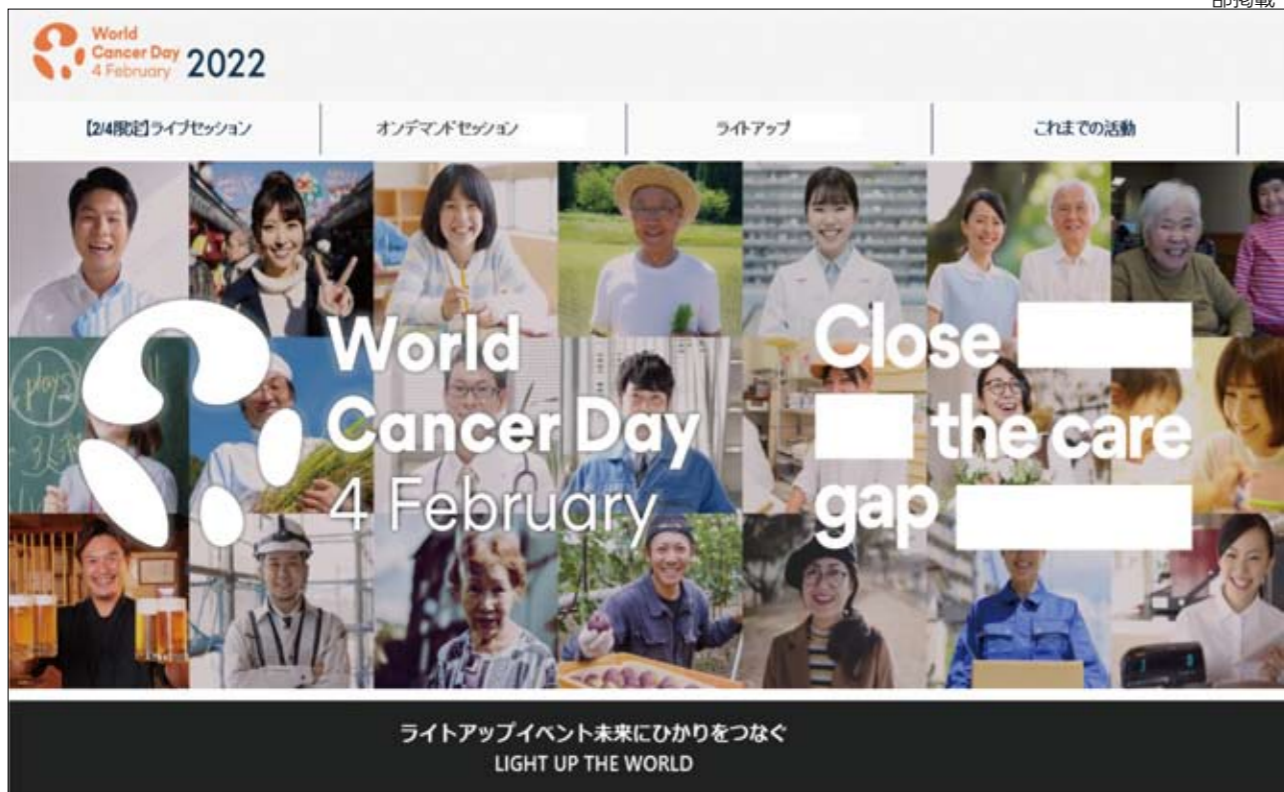 部掲載
World
Cancer Day
4 February
2022
【2/4限定】ライブセッション
オンデマンドセッション
ライトアップ
これまでの活動
World
Cancer Day
4 February
Close
the care
gap
ライトアップイベント未来にひかりをつなぐ
LIGHT UP THE WORLD